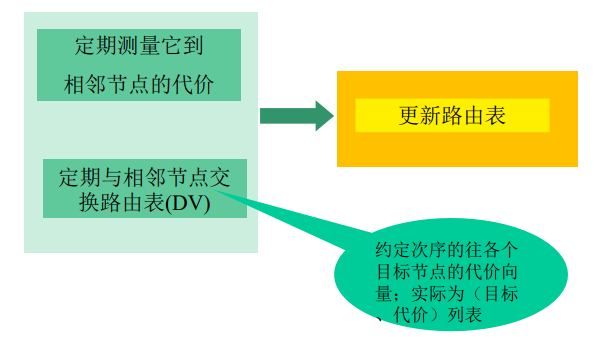 定期测量它到
相邻节点的代价
更新路由表
定期与相邻节点交
换路由表(DV)
约定次序的往各个
目标节点的代价向
量；实际为（目标
、代价）列表